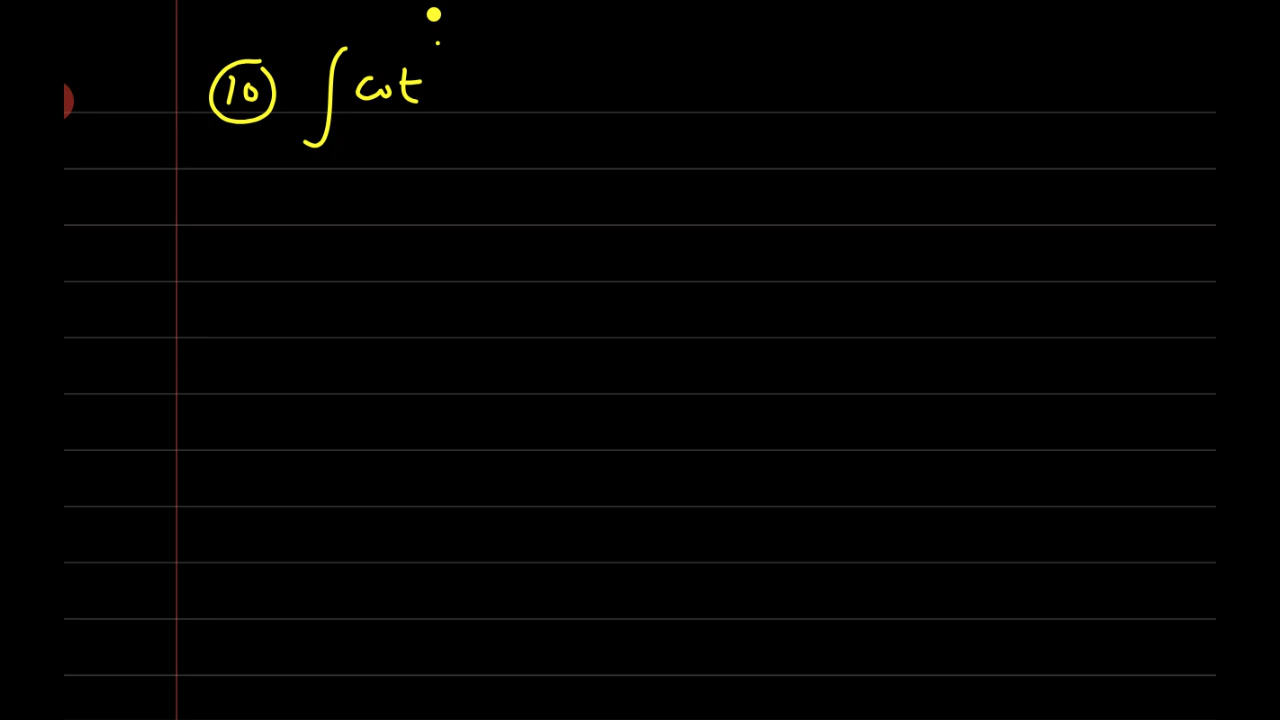 ⑩ ∫ cot